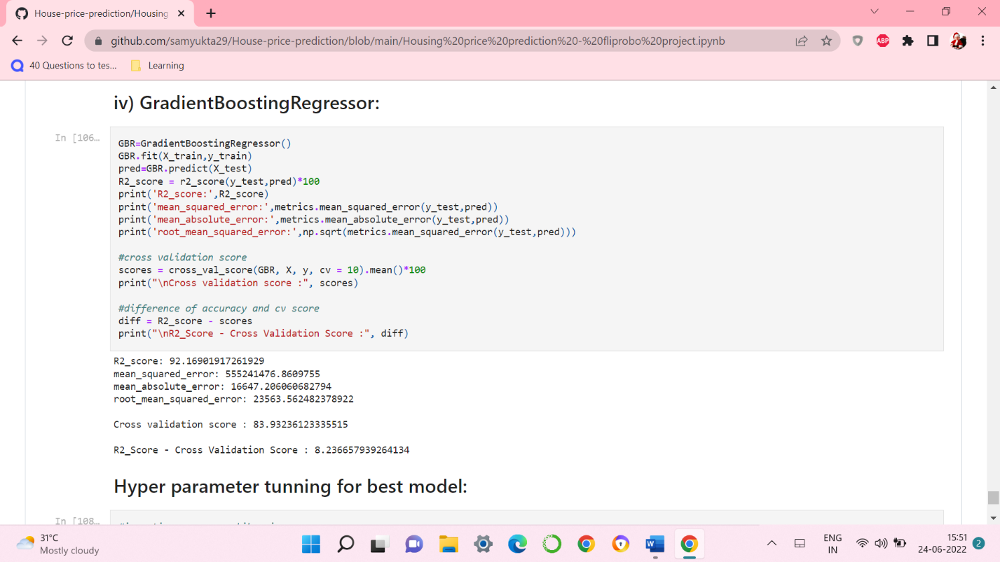 House-price-prediction/Housing
github.com/samyukta29/House-price-prediction/blob/main/Housing%20price%20prediction%20-%20fliprobo%20project.ipynb
ABP
40 Questions to tes...
Learning
iv) GradientBoostingRegressor:
In [106...
GBR=GradientBoostingRegressor()
GBR.fit(X_train,y_train)
pred=GBR.predict(X_test)
R2_score = r2_score(y_test,pred)*100
print('R2_score:',R2_score)
print('mean_squared_error:',metrics.mean_squared_error(y_test,pred))
print('mean_absolute_error:',metrics.mean_absolute_error(y_test,pred))
print('root_mean_squared_error:',np.sqrt(metrics.mean_squared_error(y_test,pred)))
#cross validation score
scores = cross_val_score(GBR, X, y, cv = 10).mean()*100
print("\nCross validation score :", scores)
#difference of accuracy and cv score
diff = R2_score - scores
print("\nR2_Score - Cross Validation Score :", diff)
R2_score: 92.16901917261929
mean_squared_error: 555241476.8609755
mean_absolute_error: 16647.206060682794
root_mean_squared_error: 23563.562482378922
Cross validation score : 83.93236123335515
R2_Score - Cross Validation Score : 8.236657939264134
Hyper parameter tunning for best model:
In [108...
31°C
Mostly cloudy
W
ENG
IN
15:51
24-06-2022
2